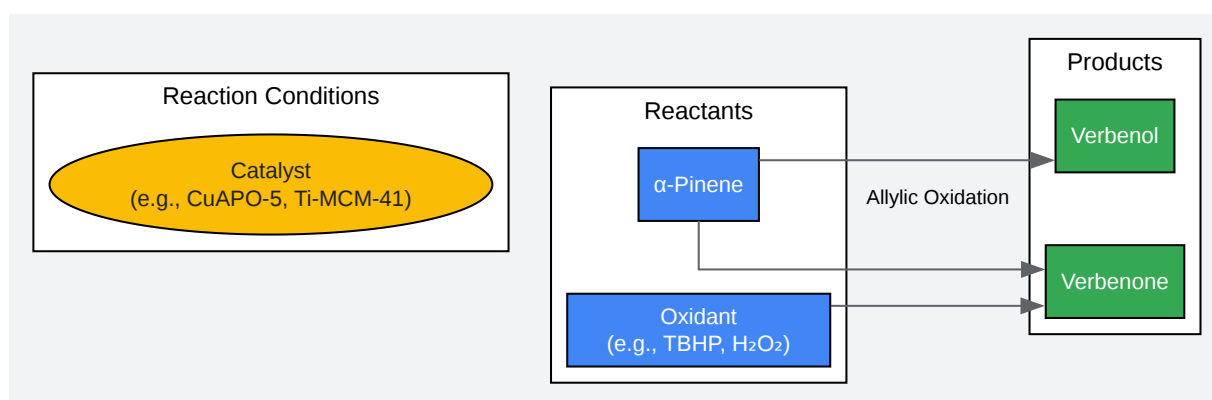 Reaction Conditions
Catalyst
(e.g., CuAPO-5, Ti-MCM-41)
Reactants
α-Pinene
Oxidant
(e.g., TBHP, H₂O₂)
Allylic Oxidation
Products
Verbenol
Verbenone